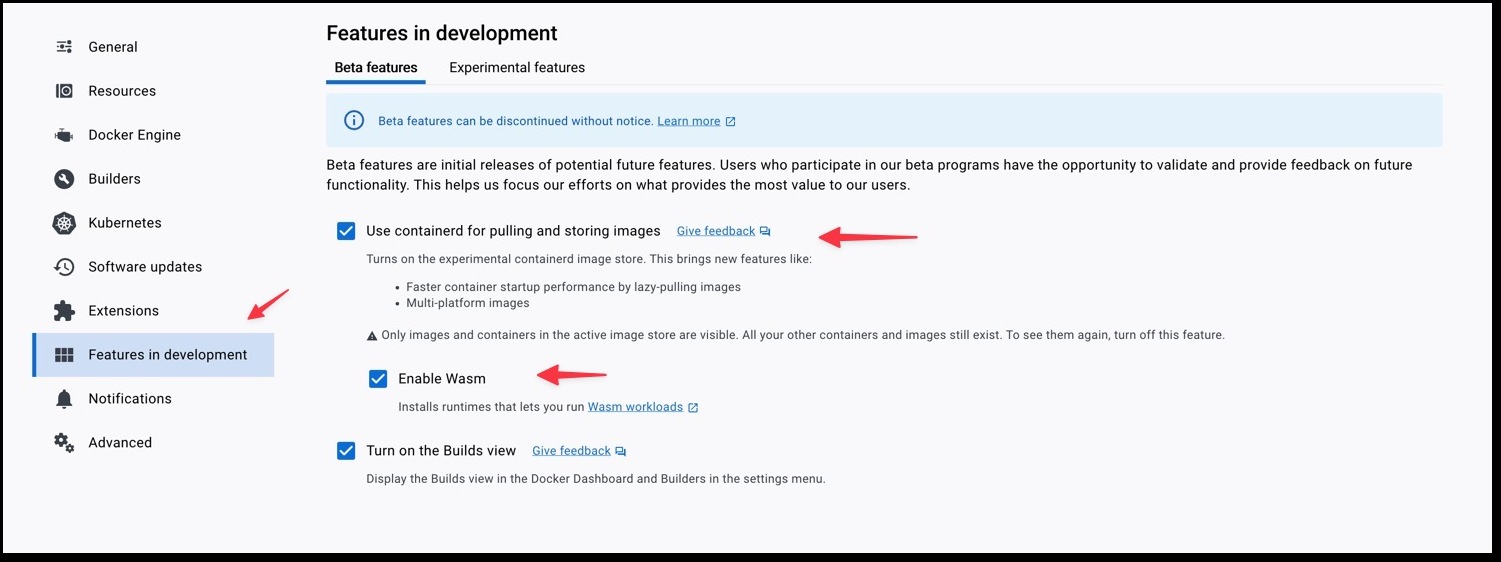 General
Resources
Docker Engine
Builders
Kubernetes
Software updates
Extensions
Features in development
Notifications
Advanced
Features in development
Beta features
Experimental features
Beta features can be discontinued without notice. Learn more
Beta features are initial releases of potential future features. Users who participate in our beta programs have the opportunity to validate and provide feedback on future
functionality. This helps us focus our efforts on what provides the most value to our users.
Use containerd for pulling and storing images Give feedback
Turns on the experimental containerd image store. This brings new features like:
• Faster container startup performance by lazy-pulling images
• Multi-platform images
Only images and containers in the active image store are visible. All your other containers and images still exist. To see them again, turn off this feature.
Enable Wasm
Installs runtimes that lets you run Wasm workloads
Turn on the Builds view Give feedback
Display the Builds view in the Docker Dashboard and Builders in the settings menu.